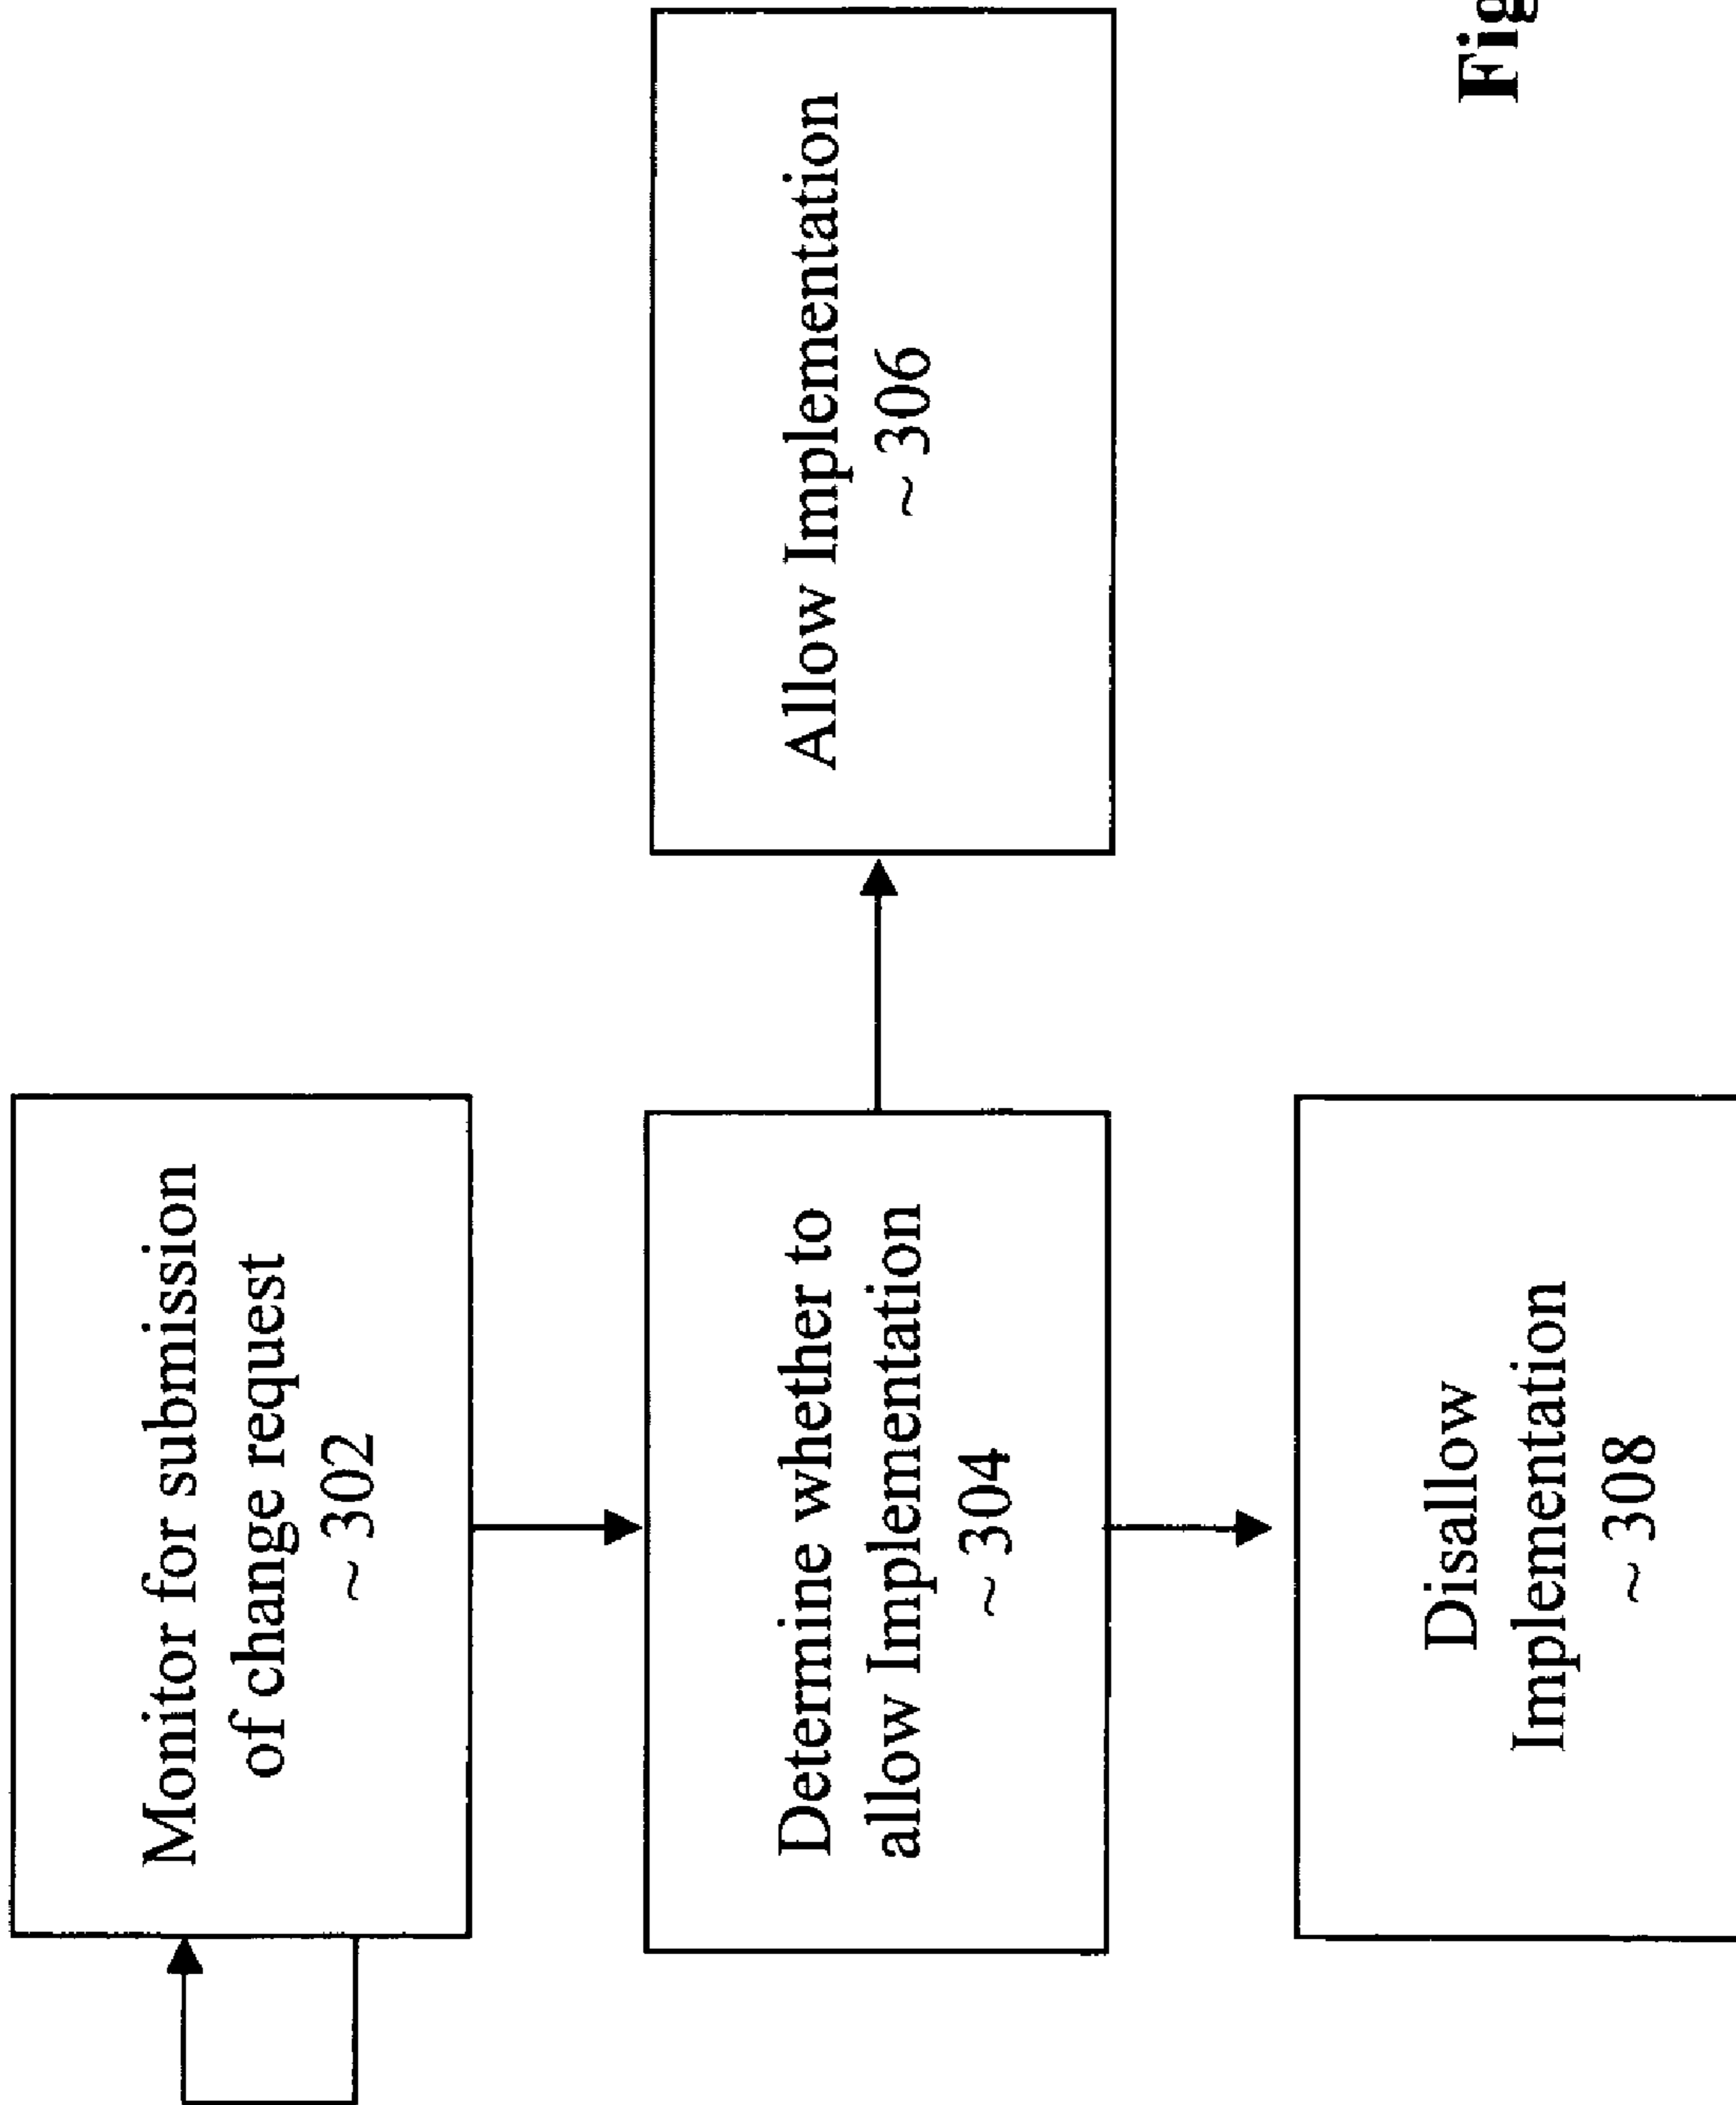 Monitor for submission
of change request
~ 302
Determine whether to
allow Implementation
~ 304
Allow Implementation
~ 306
Disallow
Implementation
~ 308
Fig